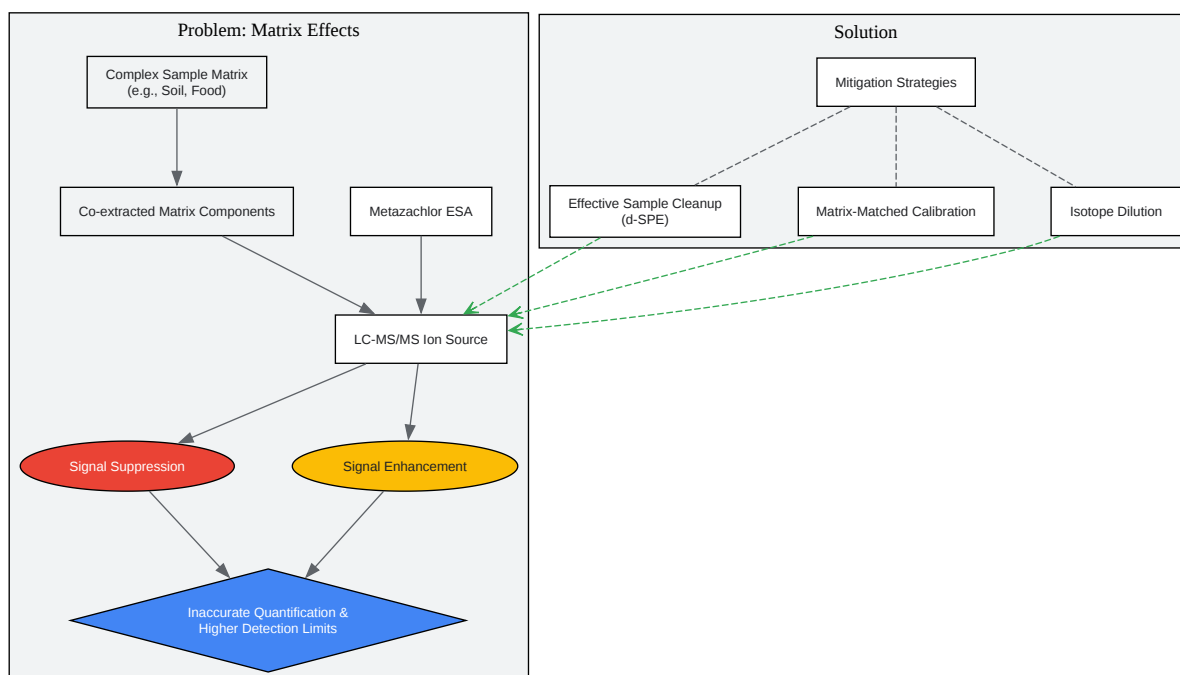 Problem: Matrix Effects
Complex Sample Matrix
(e.g., Soil, Food)
Co-extracted Matrix Components
Metazachlor ESA
LC-MS/MS Ion Source
Signal Suppression
Signal Enhancement
Inaccurate Quantification &
Higher Detection Limits
Solution
Mitigation Strategies
Effective Sample Cleanup
(d-SPE)
Matrix-Matched Calibration
Isotope Dilution